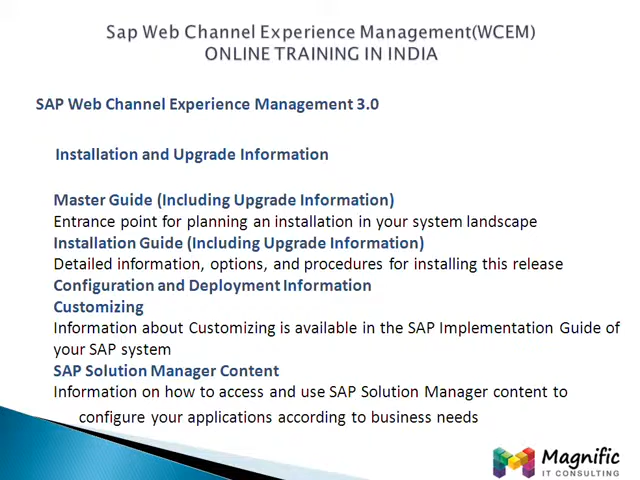 Sap Web Channel Experience Management(WCEM)
ONLINE TRAINING IN INDIA
SAP Web Channel Experience Management 3.0
Installation and Upgrade Information
Master Guide (Including Upgrade Information)
Entrance point for planning an installation in your system landscape
Installation Guide (Including Upgrade Information)
Detailed information, options, and procedures for installing this release
Configuration and Deployment Information
Customizing
Information about Customizing is available in the SAP Implementation Guide of
your SAP system
SAP Solution Manager Content
Information on how to access and use SAP Solution Manager content to
configure your applications according to business needs
Magnific
IT CONSULTING